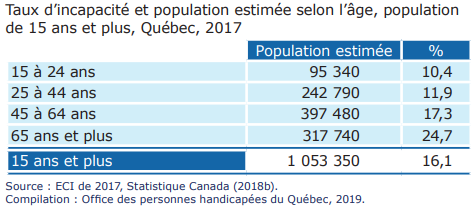 Taux d’incapacité et population estimée selon l’âge, population
de 15 ans et plus, Québec, 2017
Population estimée %
15 à 24 ans 95 340 10,4
25 à 44 ans 242 790 11,9
45 à 64 ans 397 480 17,3
65 ans et plus 317 740 24,7
15 ans et plus 1 053 350 16,1
Source : ECI de 2017, Statistique Canada (2018b).
Compilation : Office des personnes handicapées du Québec, 2019.